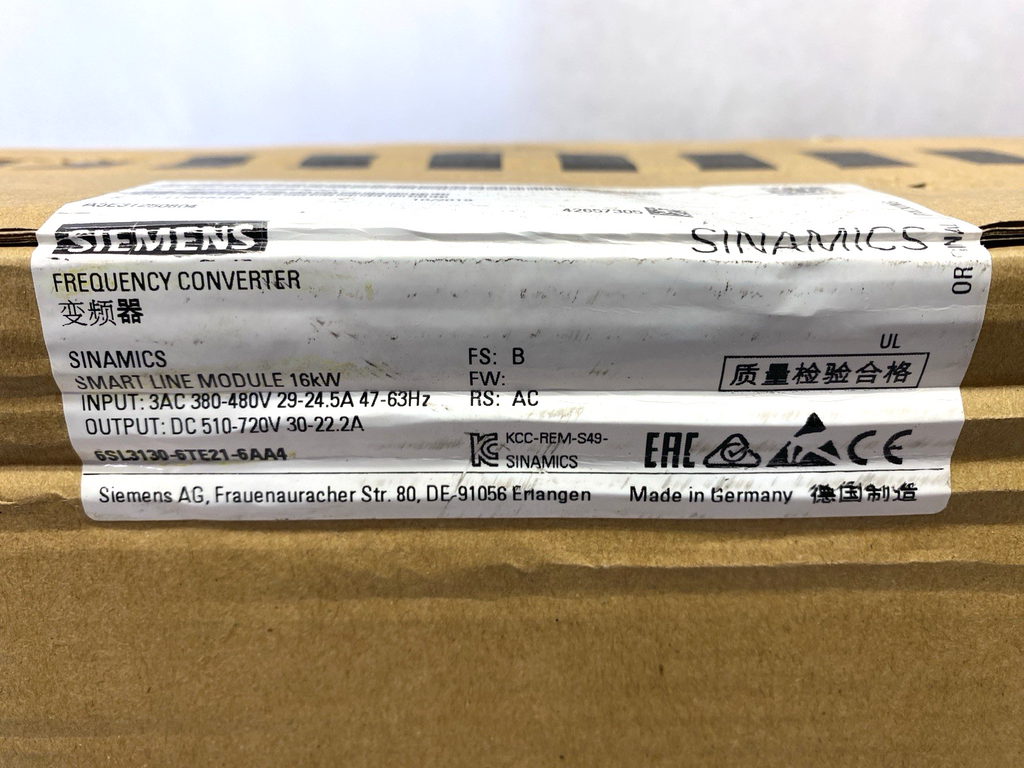 SIEMENS
SINAMICS
FREQUENCY CONVERTER
变频器
SINAMICS
SMART LINE MODULE 16kW
INPUT: 3AC 380-480V 29-24.5A 47-63Hz
OUTPUT: DC 510-720V 30-22.2A
6SL3130-6TE21-6AA4
FS: B
FW:
RS: AC
KCC-REM-S49-
SINAMICS
UL
质量检验合格
EAC
CE
Siemens AG, Frauenauracher Str. 80, DE-91056 Erlangen
Made in Germany 德国制造